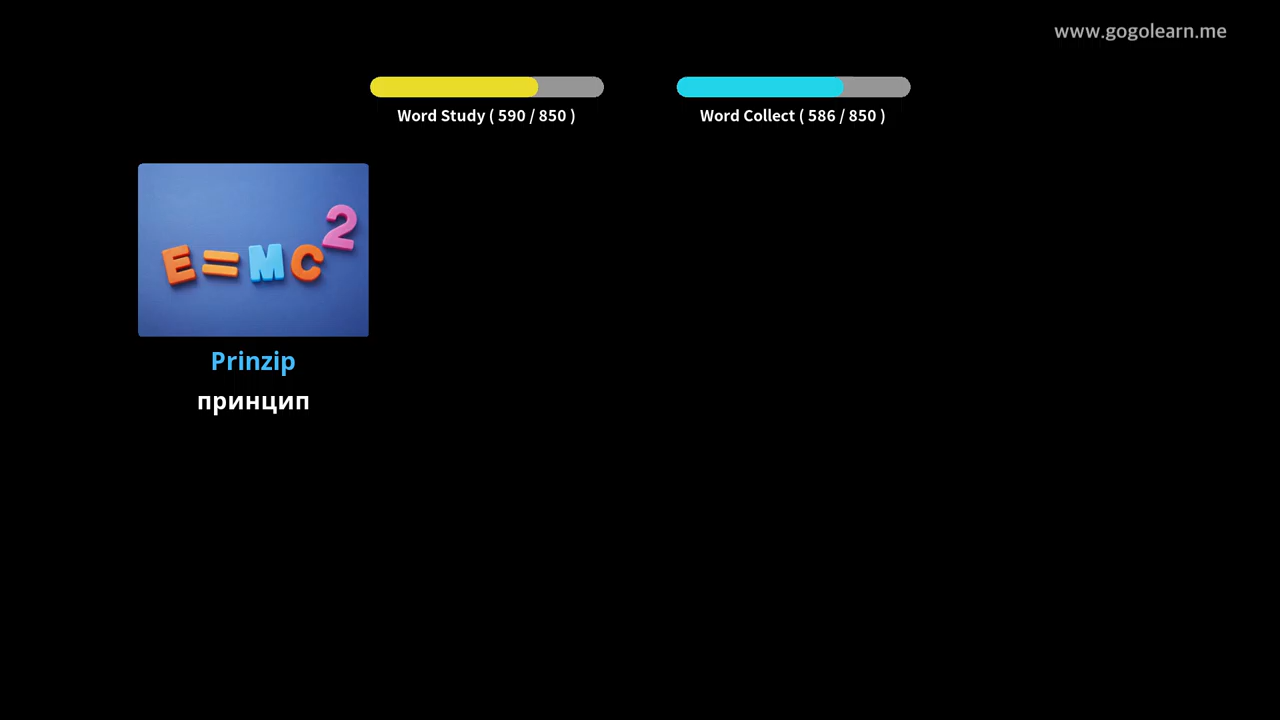 www.gogolearn.me
Word Study ( 590 / 850 )
Word Collect ( 586 / 850 )
E=MC²
Prinzip
принцип